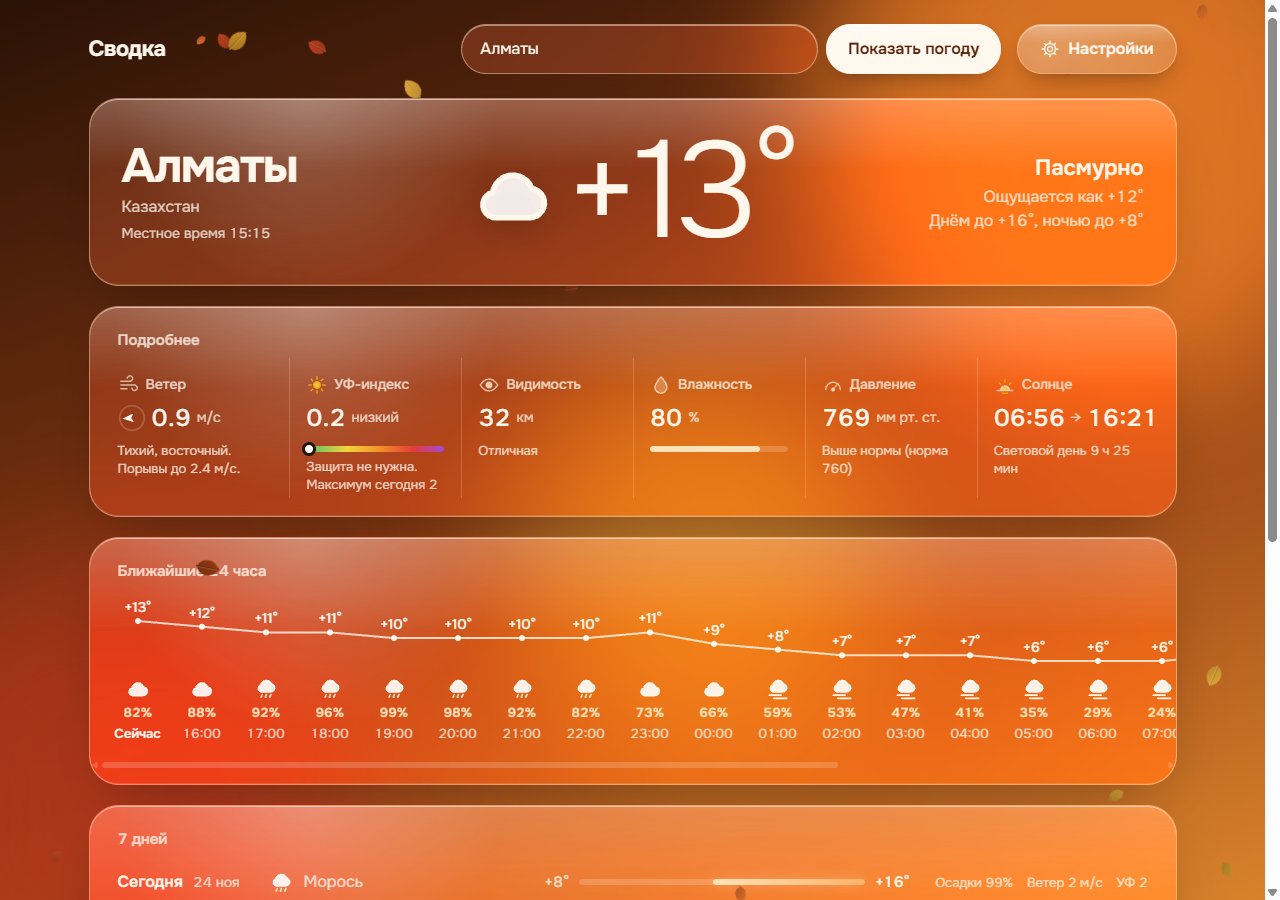 Сводка
Алматы
Показать погоду
Настройки
Алматы
Казахстан
Местное время 15:15
+13°
Пасмурно
Ощущается как +12°
Днём до +16°, ночью до +8°
Подробнее
Ветер
0.9 м/с
Тихий, восточный.
Порывы до 2.4 м/с.
УФ-индекс
0.2 низкий
Защита не нужна.
Максимум сегодня 2
Видимость
32 км
Отличная
Влажность
80 %
Давление
769 мм рт. ст.
Выше нормы (норма
760)
Солнце
06:56 → 16:21
Световой день 9 ч 25
мин
Ближайшие 24 часа
+13° +12° +11° +11° +10° +10° +10° +10° +11° +9° +8° +7° +7° +7° +6° +6° +6°
82% 88% 92% 96% 99% 98% 92% 82% 73% 66% 59% 53% 47% 41% 35% 29% 24%
Сейчас 16:00 17:00 18:00 19:00 20:00 21:00 22:00 23:00 00:00 01:00 02:00 03:00 04:00 05:00 06:00 07:00
7 дней
Сегодня 24 ноя Морось +8° +16° Осадки 99% Ветер 2 м/с УФ 2